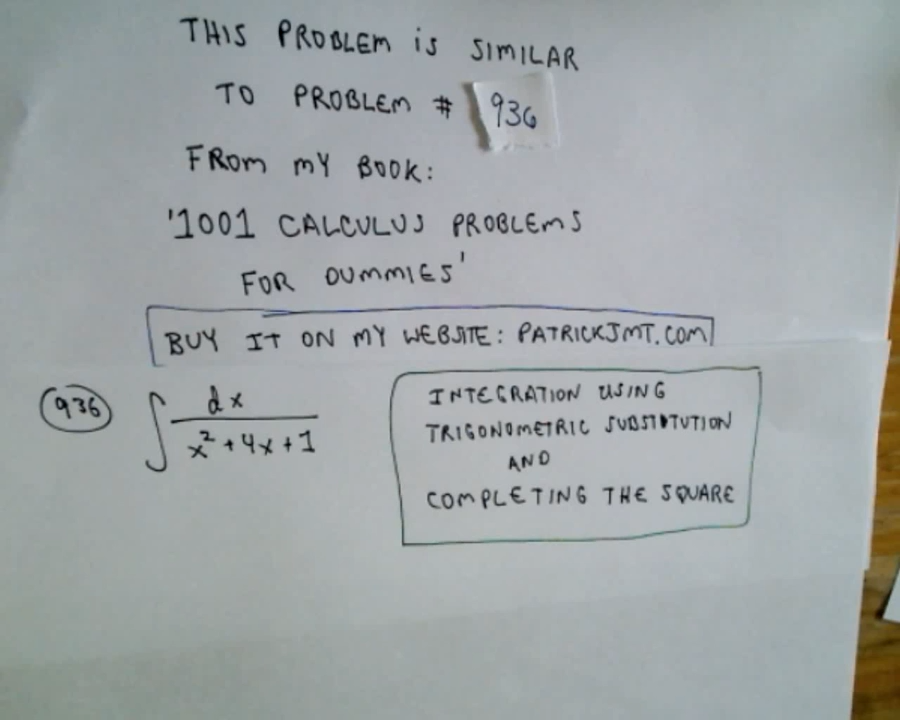 THIS PROBLEM is SIMILAR
TO PROBLEM # 936
FROM MY BOOK:
'1001 CALCULUS PROBLEMS
FOR DUMMIES'
BUY IT ON MY WEBSITE: PATRICKJMT.COM
936 ∫ dx / (x² + 4x + 1)
INTEGRATION USING
TRIGONOMETRIC SUBSTITUTION
AND
COMPLETING THE SQUARE